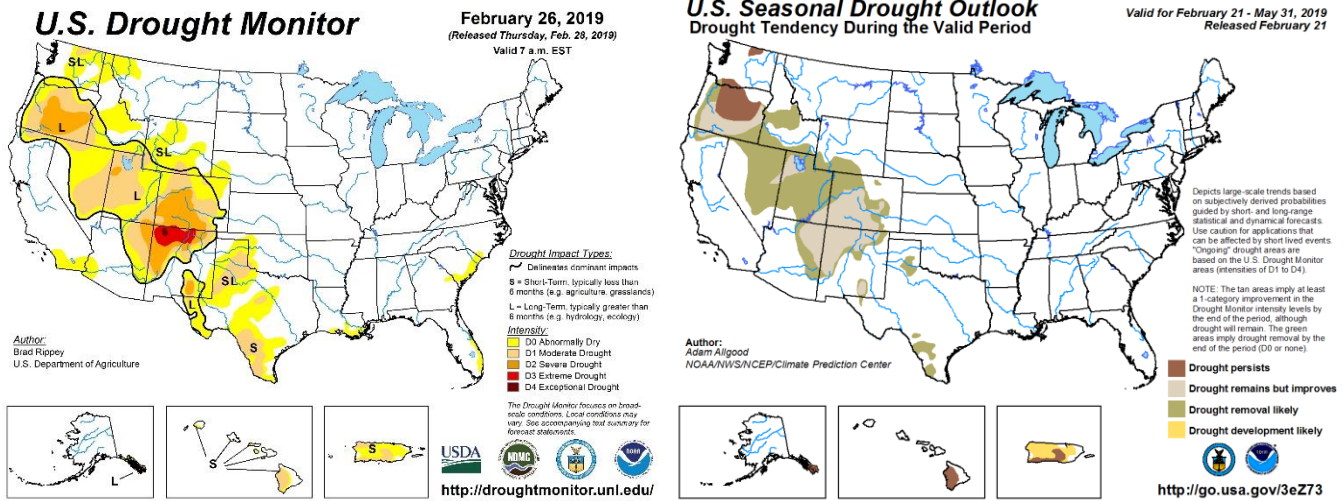 U.S. Drought Monitor
February 26, 2019
(Released Thursday, Feb. 28, 2019)
Valid 7 a.m. EST
SL
L
SL
L
SL
L
S
Drought Impact Types:
Delineates dominant impacts
S = Short-Term, typically less than
6 months (e.g. agriculture, grasslands)
L = Long-Term, typically greater than
6 months (e.g. hydrology, ecology)
Intensity:
D0 Abnormally Dry
D1 Moderate Drought
D2 Severe Drought
D3 Extreme Drought
D4 Exceptional Drought
Author:
Brad Rippey
U.S. Department of Agriculture
The Drought Monitor focuses on broad-
scale conditions. Local conditions may
vary. See accompanying text summary for
forecast statements.
L
S
S
USDA
NDMC
NOAA
http://droughtmonitor.unl.edu/
U.S. Seasonal Drought Outlook
Drought Tendency During the Valid Period
Valid for February 21 - May 31, 2019
Released February 21
Depicts large-scale trends based
on subjectively derived probabilities
guided by short- and long-range
statistical and dynamical forecasts.
Use caution for applications that
can be affected by short lived events.
"Ongoing" drought areas are
based on the U.S. Drought Monitor
areas (intensities of D1 to D4).
NOTE: The tan areas imply at least
a 1-category improvement in the
Drought Monitor intensity levels by
the end of the period, although
drought will remain. The green
areas imply drought removal by the
end of the period (D0 or none).
Author:
Adam Allgood
NOAA/NWS/NCEP/Climate Prediction Center
Drought persists
Drought remains but improves
Drought removal likely
Drought development likely
http://go.usa.gov/3eZ73